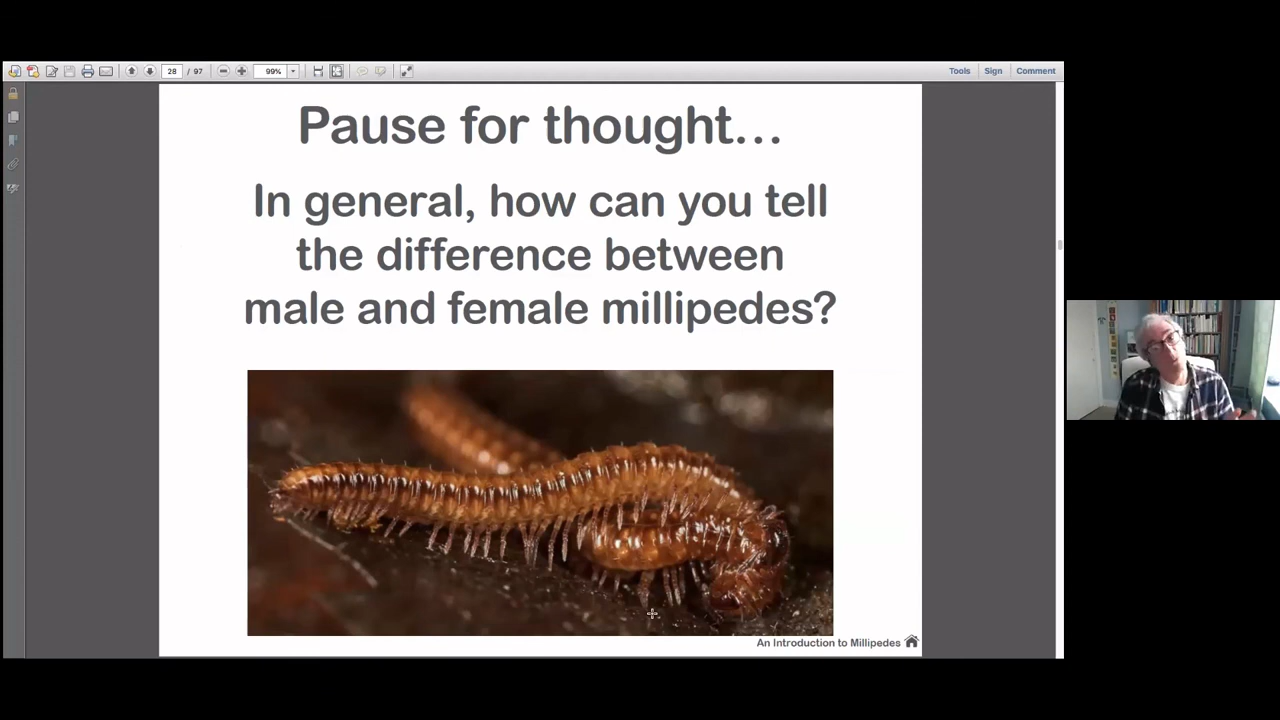 28 / 97
99%
Tools
Sign
Comment
Pause for thought...
In general, how can you tell
the difference between
male and female millipedes?
An Introduction to Millipedes